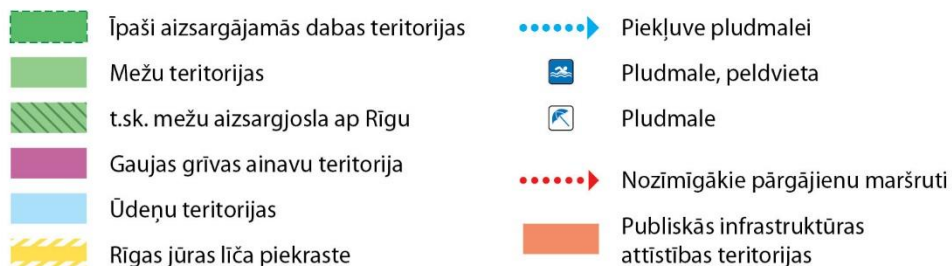 Īpaši aizsargājamās dabas teritorijas
Mežu teritorijas
t.sk. mežu aizsargjosla ap Rīgu
Gaujas grīvas ainavu teritorija
Ūdeņu teritorijas
Rīgas jūras līča piekraste
Piekļuve pludmalei
Pludmale, peldvieta
Pludmale
Nozīmīgākie pārgājienu maršruti
Publiskās infrastruktūras
attīstības teritorijas